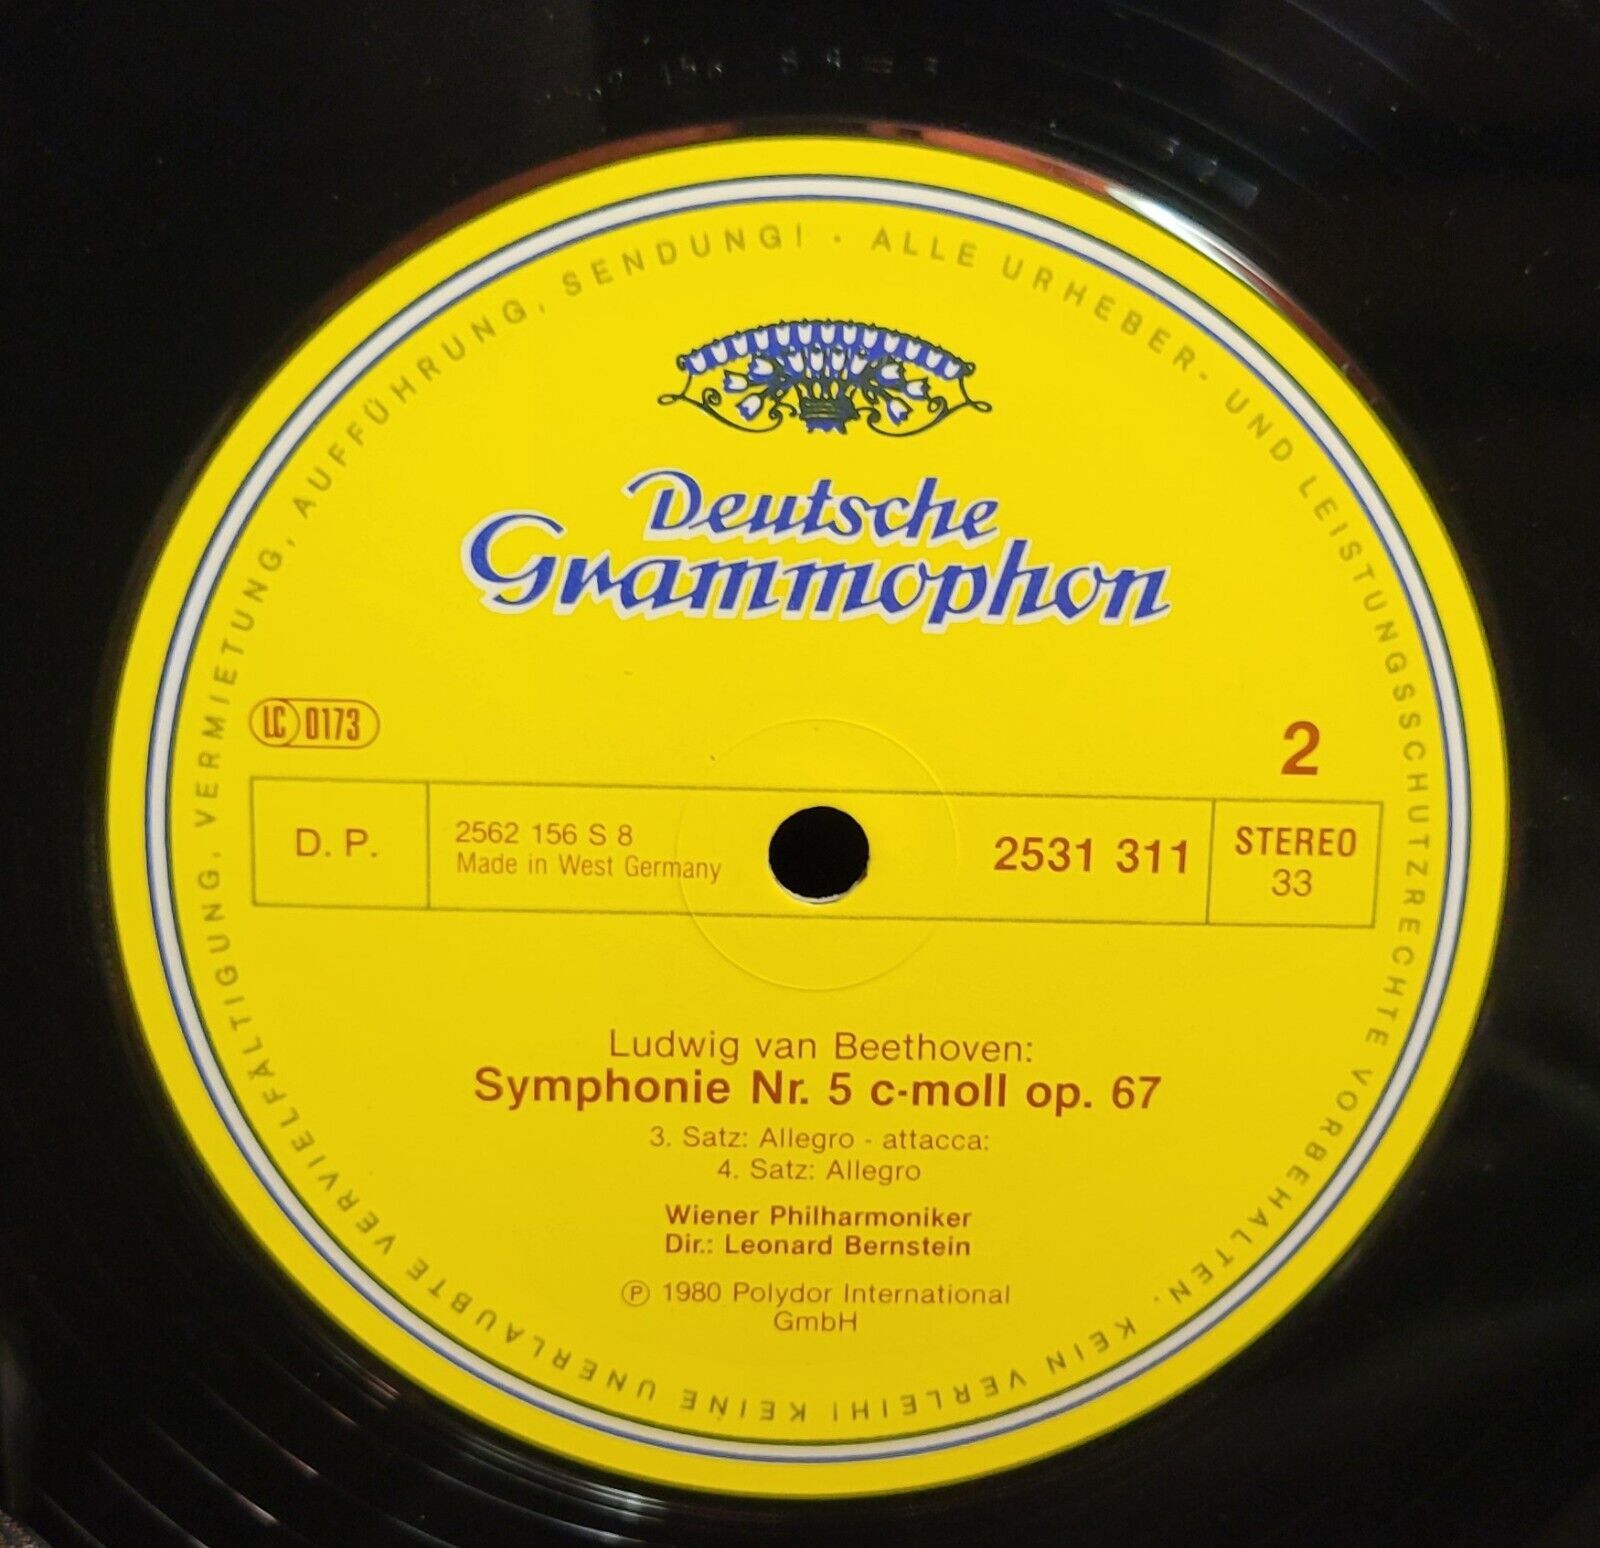 ALLE URHEBER- UND LEISTUNGSSCHUTZRECHTE VORBEHALTEN. KEIN VERLEIH! KEINE UNERLAUBTE VERVIELFÄLTIGUNG, VERMIETUNG, AUFFÜHRUNG, SENDUNG! ·
Deutsche
Grammophon
LC 0173
2
D. P.
2562 156 S 8
Made in West Germany
2531 311
STEREO
33
Ludwig van Beethoven:
Symphonie Nr. 5 c-moll op. 67
3. Satz: Allegro - attacca:
4. Satz: Allegro
Wiener Philharmoniker
Dir.: Leonard Bernstein
Ⓟ 1980 Polydor International
GmbH